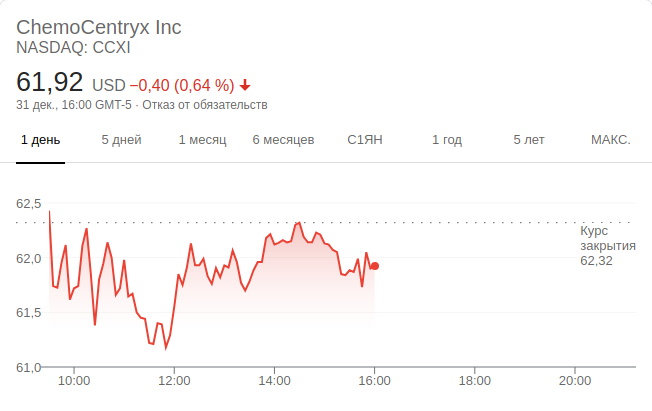 ChemoCentryx Inc
NASDAQ: CCXI
61,92 USD −0,40 (0,64 %)
31 дек., 16:00 GMT-5 · Отказ от обязательств
1 день 5 дней 1 месяц 6 месяцев С1ЯН 1 год 5 лет МАКС.
62,5
Курс
закрытия
62,32
62,0
61,5
61,0
10:00 12:00 14:00 16:00 18:00 20:00